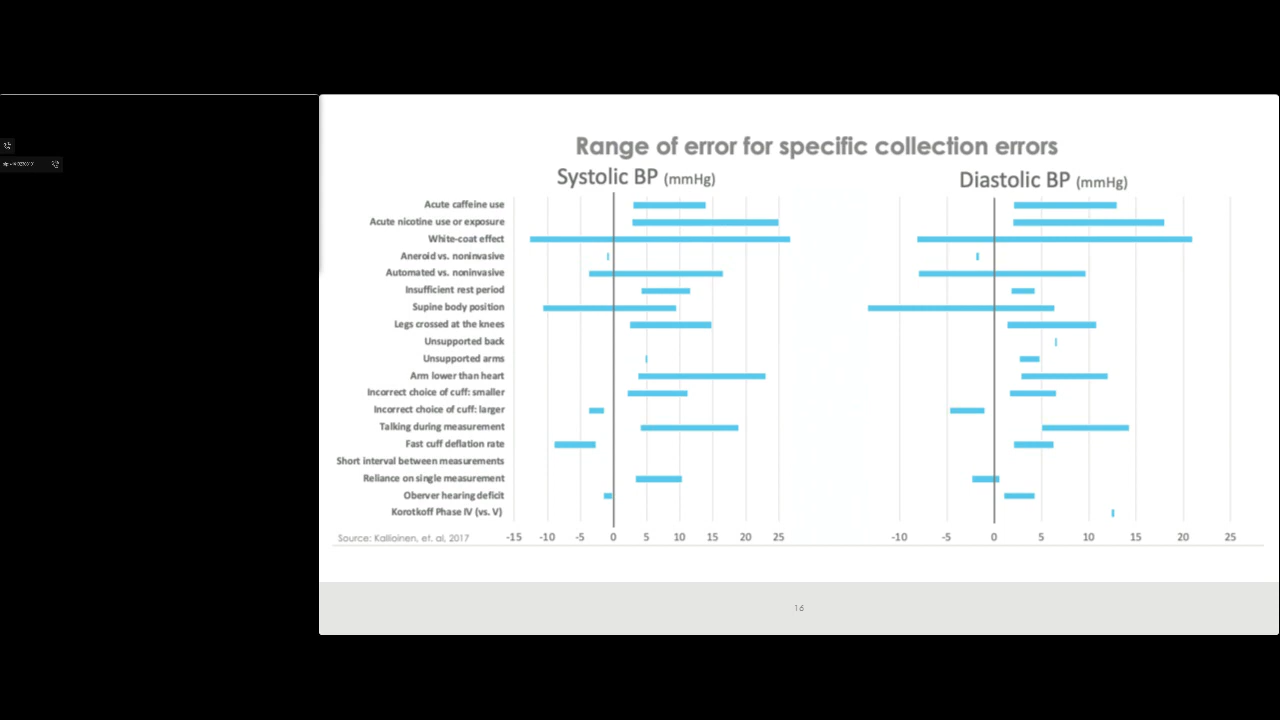 Range of error for specific collection errors
Systolic BP (mmHg)
Diastolic BP (mmHg)
Acute caffeine use
Acute nicotine use or exposure
White-coat effect
Aneroid vs. noninvasive
Automated vs. noninvasive
Insufficient rest period
Supine body position
Legs crossed at the knees
Unsupported back
Unsupported arms
Arm lower than heart
Incorrect choice of cuff: smaller
Incorrect choice of cuff: larger
Talking during measurement
Fast cuff deflation rate
Short interval between measurements
Reliance on single measurement
Oberver hearing deficit
Korotkoff Phase IV (vs. V)
Source: Kallioinen, et. al, 2017
-15 -10 -5 0 5 10 15 20 25
-10 -5 0 5 10 15 20 25
16